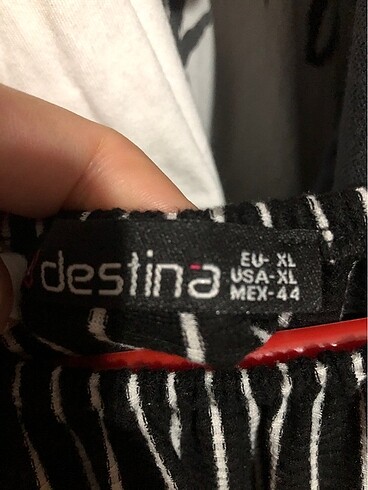 destina
EU- XL
USA-XL
MEX-44